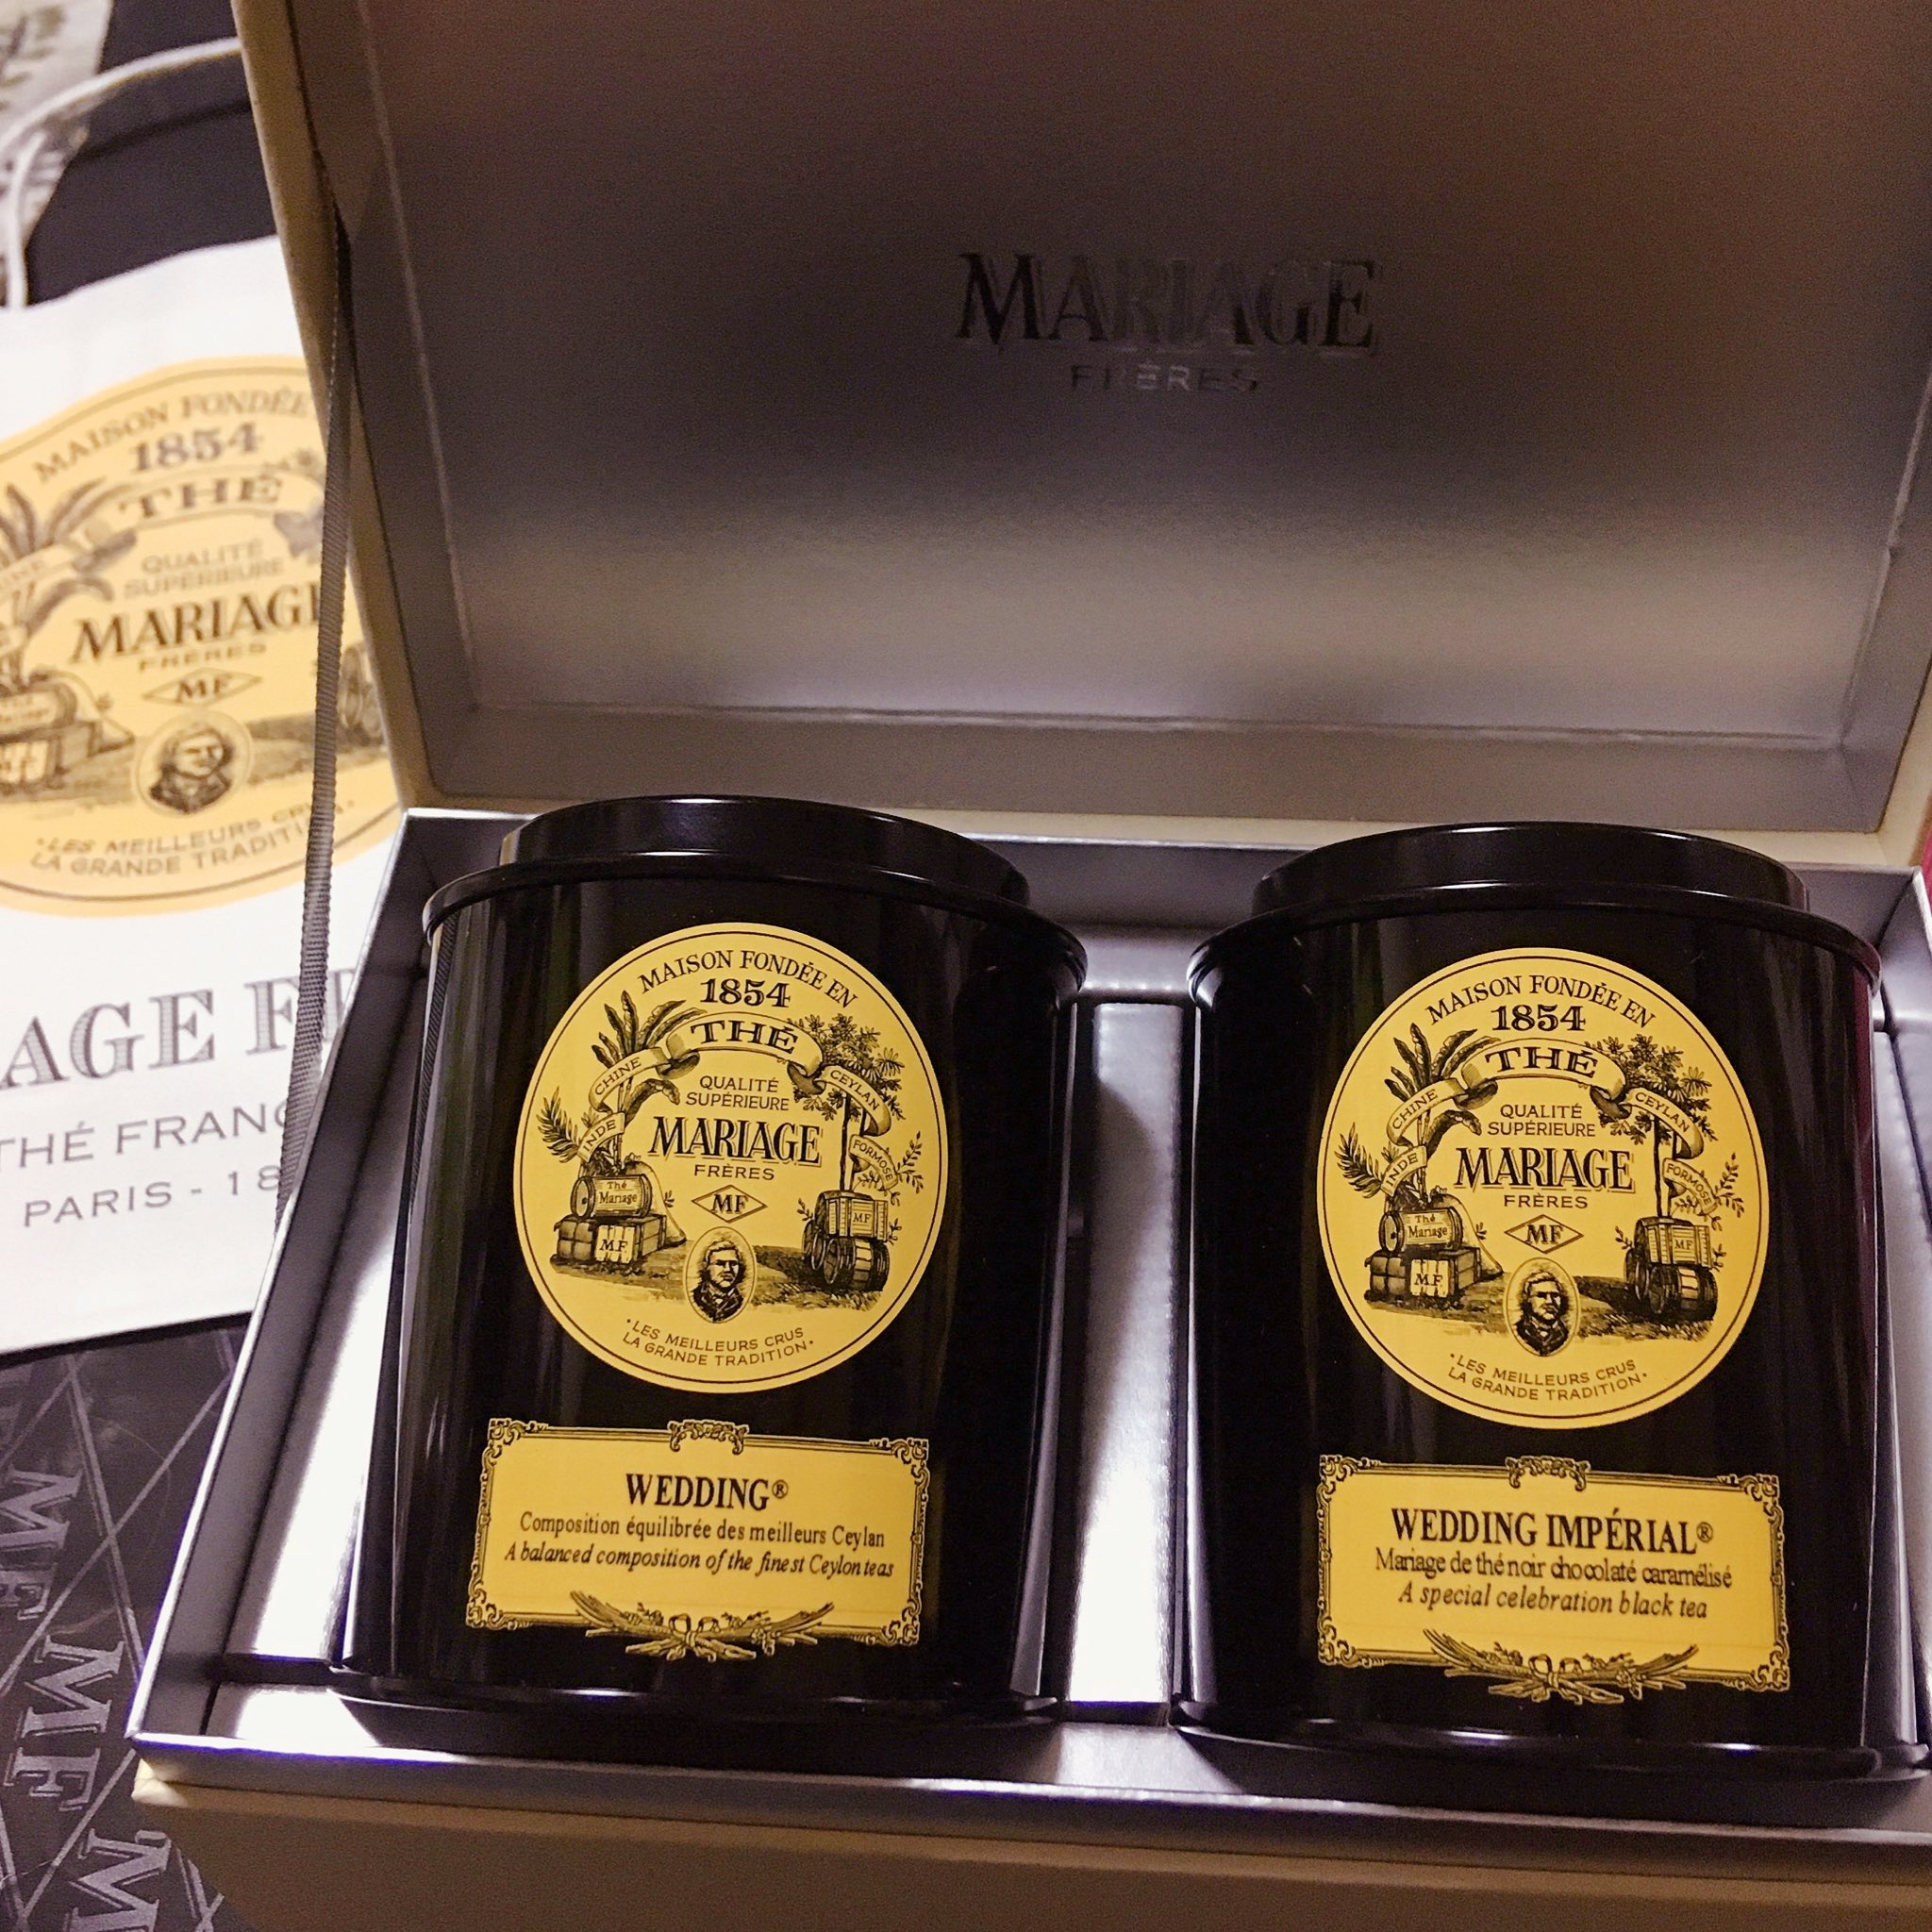 MARIAGE
FRÈRES
MAISON FONDÉE
1854
THÉ
QUALITÉ
SUPÉRIEURE
MARIAGE
FRÈRES
MF
LES MEILLEURS
LA GRANDE
AGE
THÉ
PARIS - 18
MF
MF
MAISON FONDÉE EN
1854
THÉ
CHINE
CEYLAN
INDE
FORMOSE
QUALITÉ
SUPÉRIEURE
MARIAGE
FRÈRES
MF
Thé
Mariage
M.F.
MF
•LES MEILLEURS CRUS
LA GRANDE TRADITION•
WEDDING®
Composition équilibrée des meilleurs Ceylan
A balanced composition of the finest Ceylon teas
MAISON FONDÉE EN
1854
THÉ
CHINE
CEYLAN
INDE
FORMOSE
QUALITÉ
SUPÉRIEURE
MARIAGE
FRÈRES
MF
Thé
Mariage
M.F.
MF
•LES MEILLEURS CRUS
LA GRANDE TRADITION•
WEDDING IMPÉRIAL®
Mariage de thé noir chocolaté caramélisé
A special celebration black tea